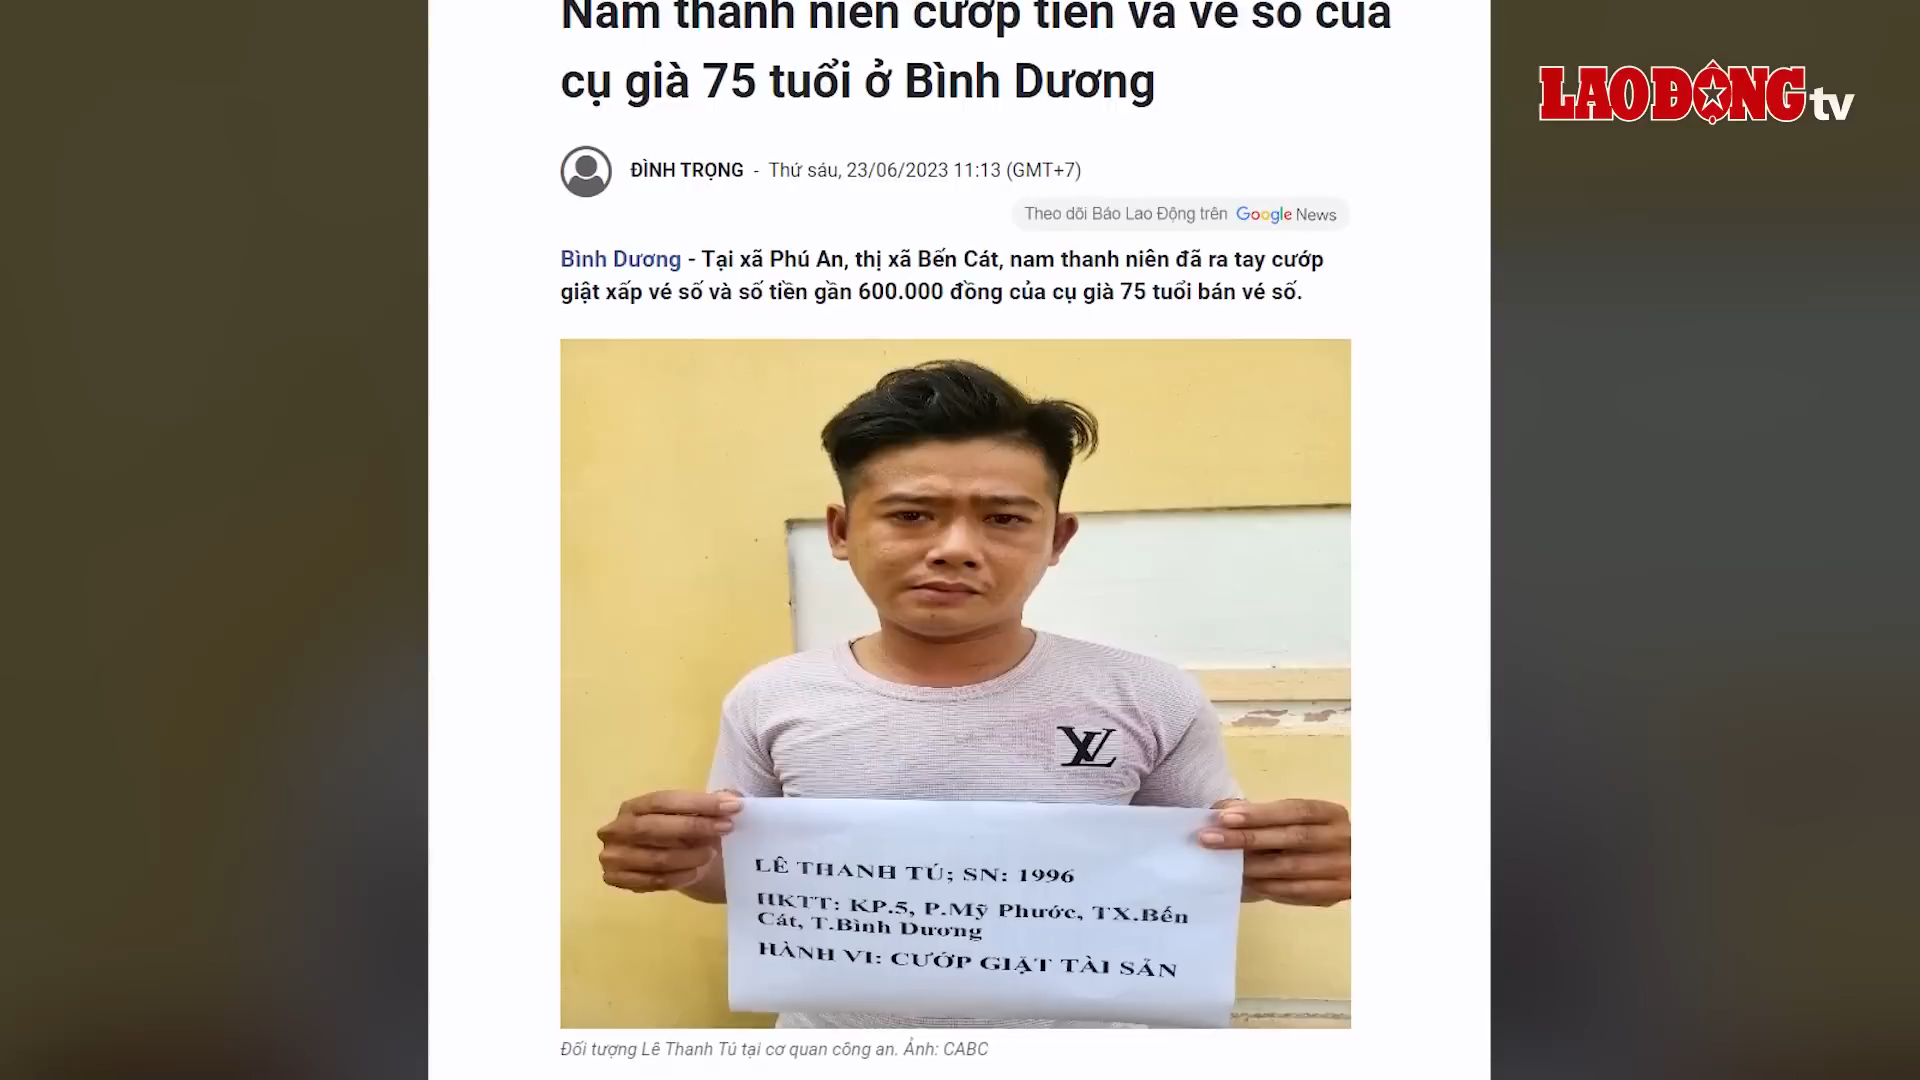 Nam thanh niên cướp tiền và vé số của
cụ già 75 tuổi ở Bình Dương
LAO ĐỘNG tv
ĐÌNH TRỌNG - Thứ sáu, 23/06/2023 11:13 (GMT+7)
Theo dõi Báo Lao Động trên Google News
Bình Dương - Tại xã Phú An, thị xã Bến Cát, nam thanh niên đã ra tay cướp
giật xấp vé số và số tiền gần 600.000 đồng của cụ già 75 tuổi bán vé số.
LV
LÊ THANH TÚ; SN: 1996
HKTT: KP.5, P.Mỹ Phước, TX.Bến
Cát, T.Bình Dương
HÀNH VI: CƯỚP GIẬT TÀI SẢN
Đối tượng Lê Thanh Tú tại cơ quan công an. Ảnh: CABC